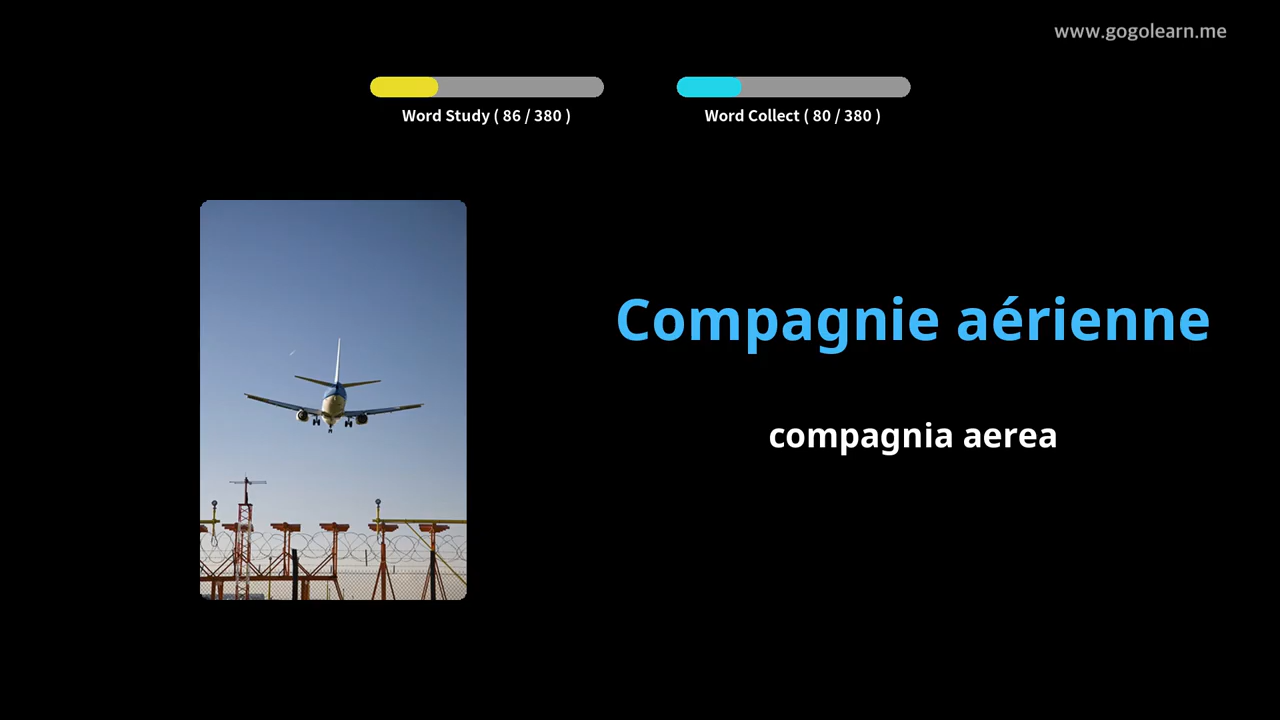 www.gogolearn.me
Word Study ( 86 / 380 )
Word Collect ( 80 / 380 )
Compagnie aérienne
compagnia aerea